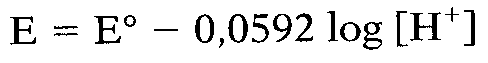 E = E° − 0,0592 log [H⁺]